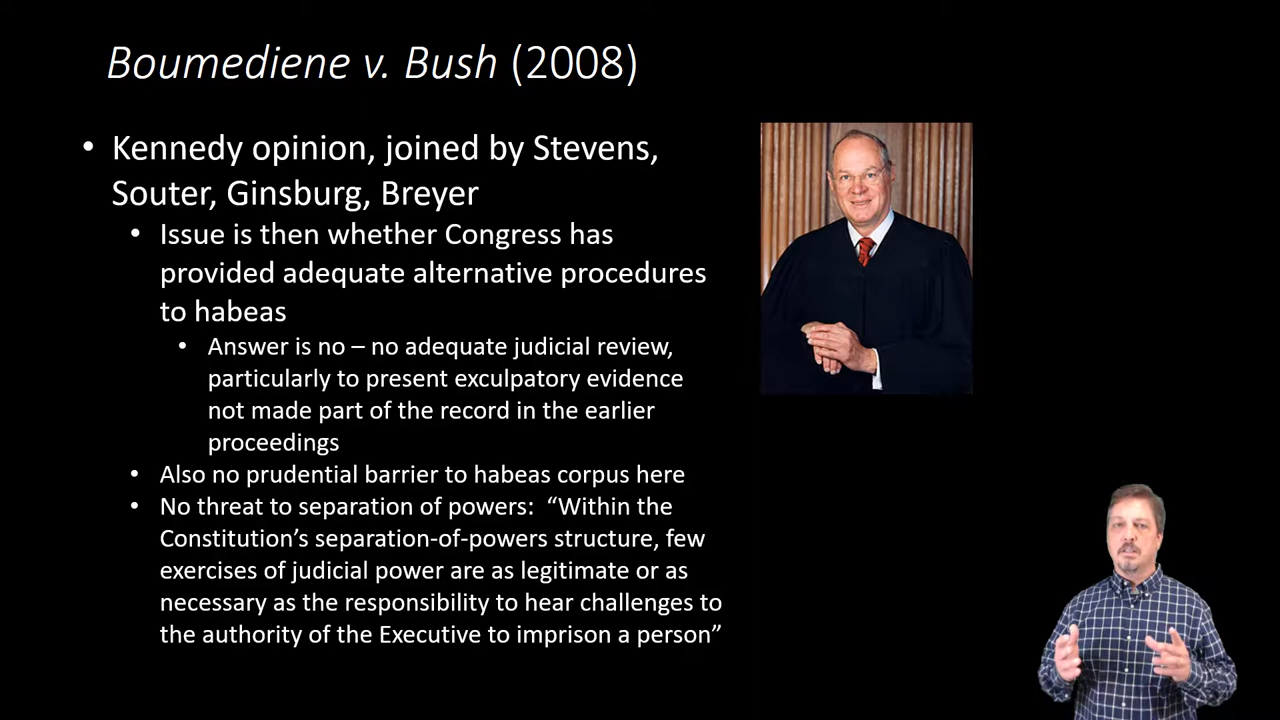 Boumediene v. Bush (2008)
• Kennedy opinion, joined by Stevens,
Souter, Ginsburg, Breyer
• Issue is then whether Congress has
provided adequate alternative procedures
to habeas
• Answer is no – no adequate judicial review,
particularly to present exculpatory evidence
not made part of the record in the earlier
proceedings
• Also no prudential barrier to habeas corpus here
• No threat to separation of powers:  “Within the
Constitution’s separation-of-powers structure, few
exercises of judicial power are as legitimate or as
necessary as the responsibility to hear challenges to
the authority of the Executive to imprison a person”